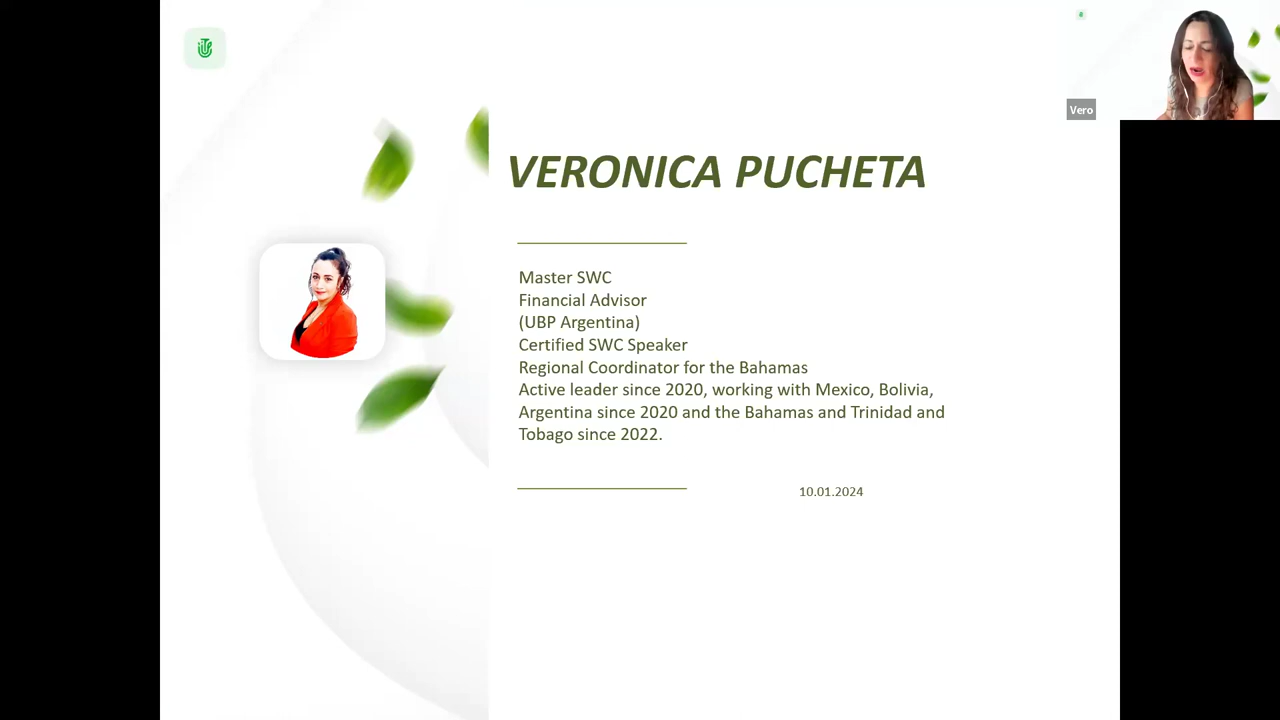 Vero
VERONICA PUCHETA
Master SWC
Financial Advisor
(UBP Argentina)
Certified SWC Speaker
Regional Coordinator for the Bahamas
Active leader since 2020, working with Mexico, Bolivia,
Argentina since 2020 and the Bahamas and Trinidad and
Tobago since 2022.
10.01.2024